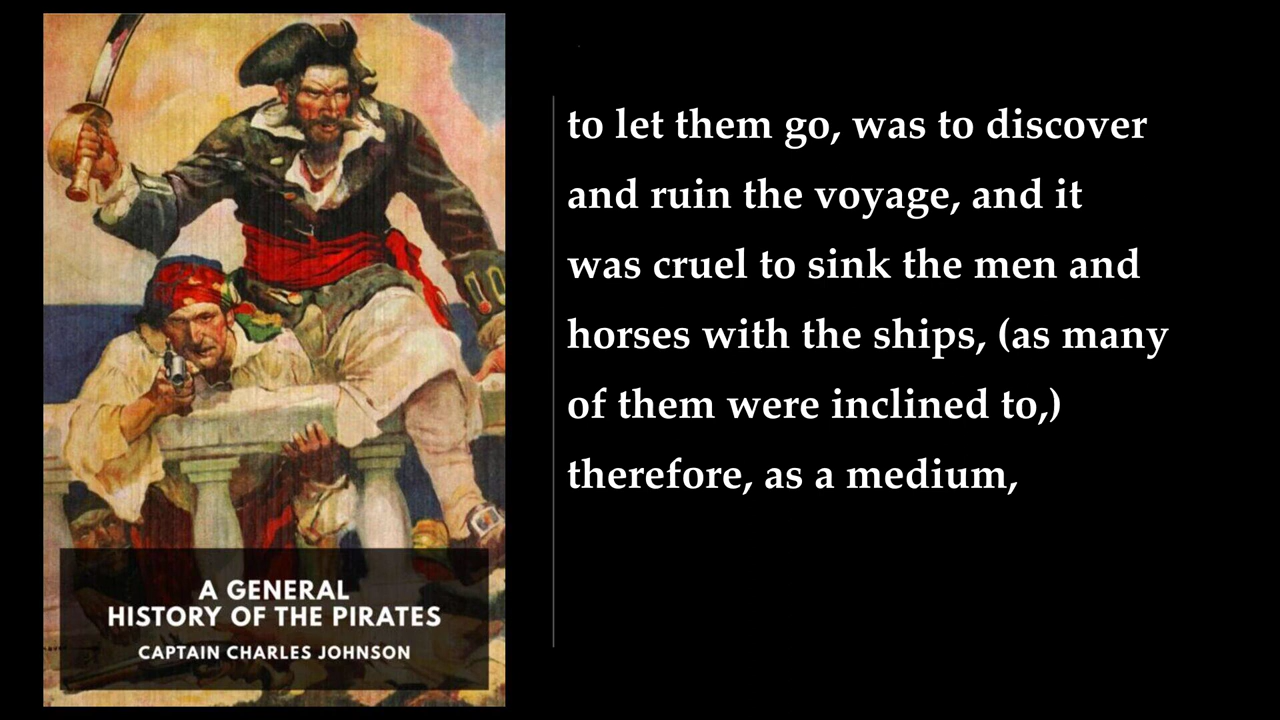 A GENERAL
HISTORY OF THE PIRATES
CAPTAIN CHARLES JOHNSON
to let them go, was to discover
and ruin the voyage, and it
was cruel to sink the men and
horses with the ships, (as many
of them were inclined to,)
therefore, as a medium,